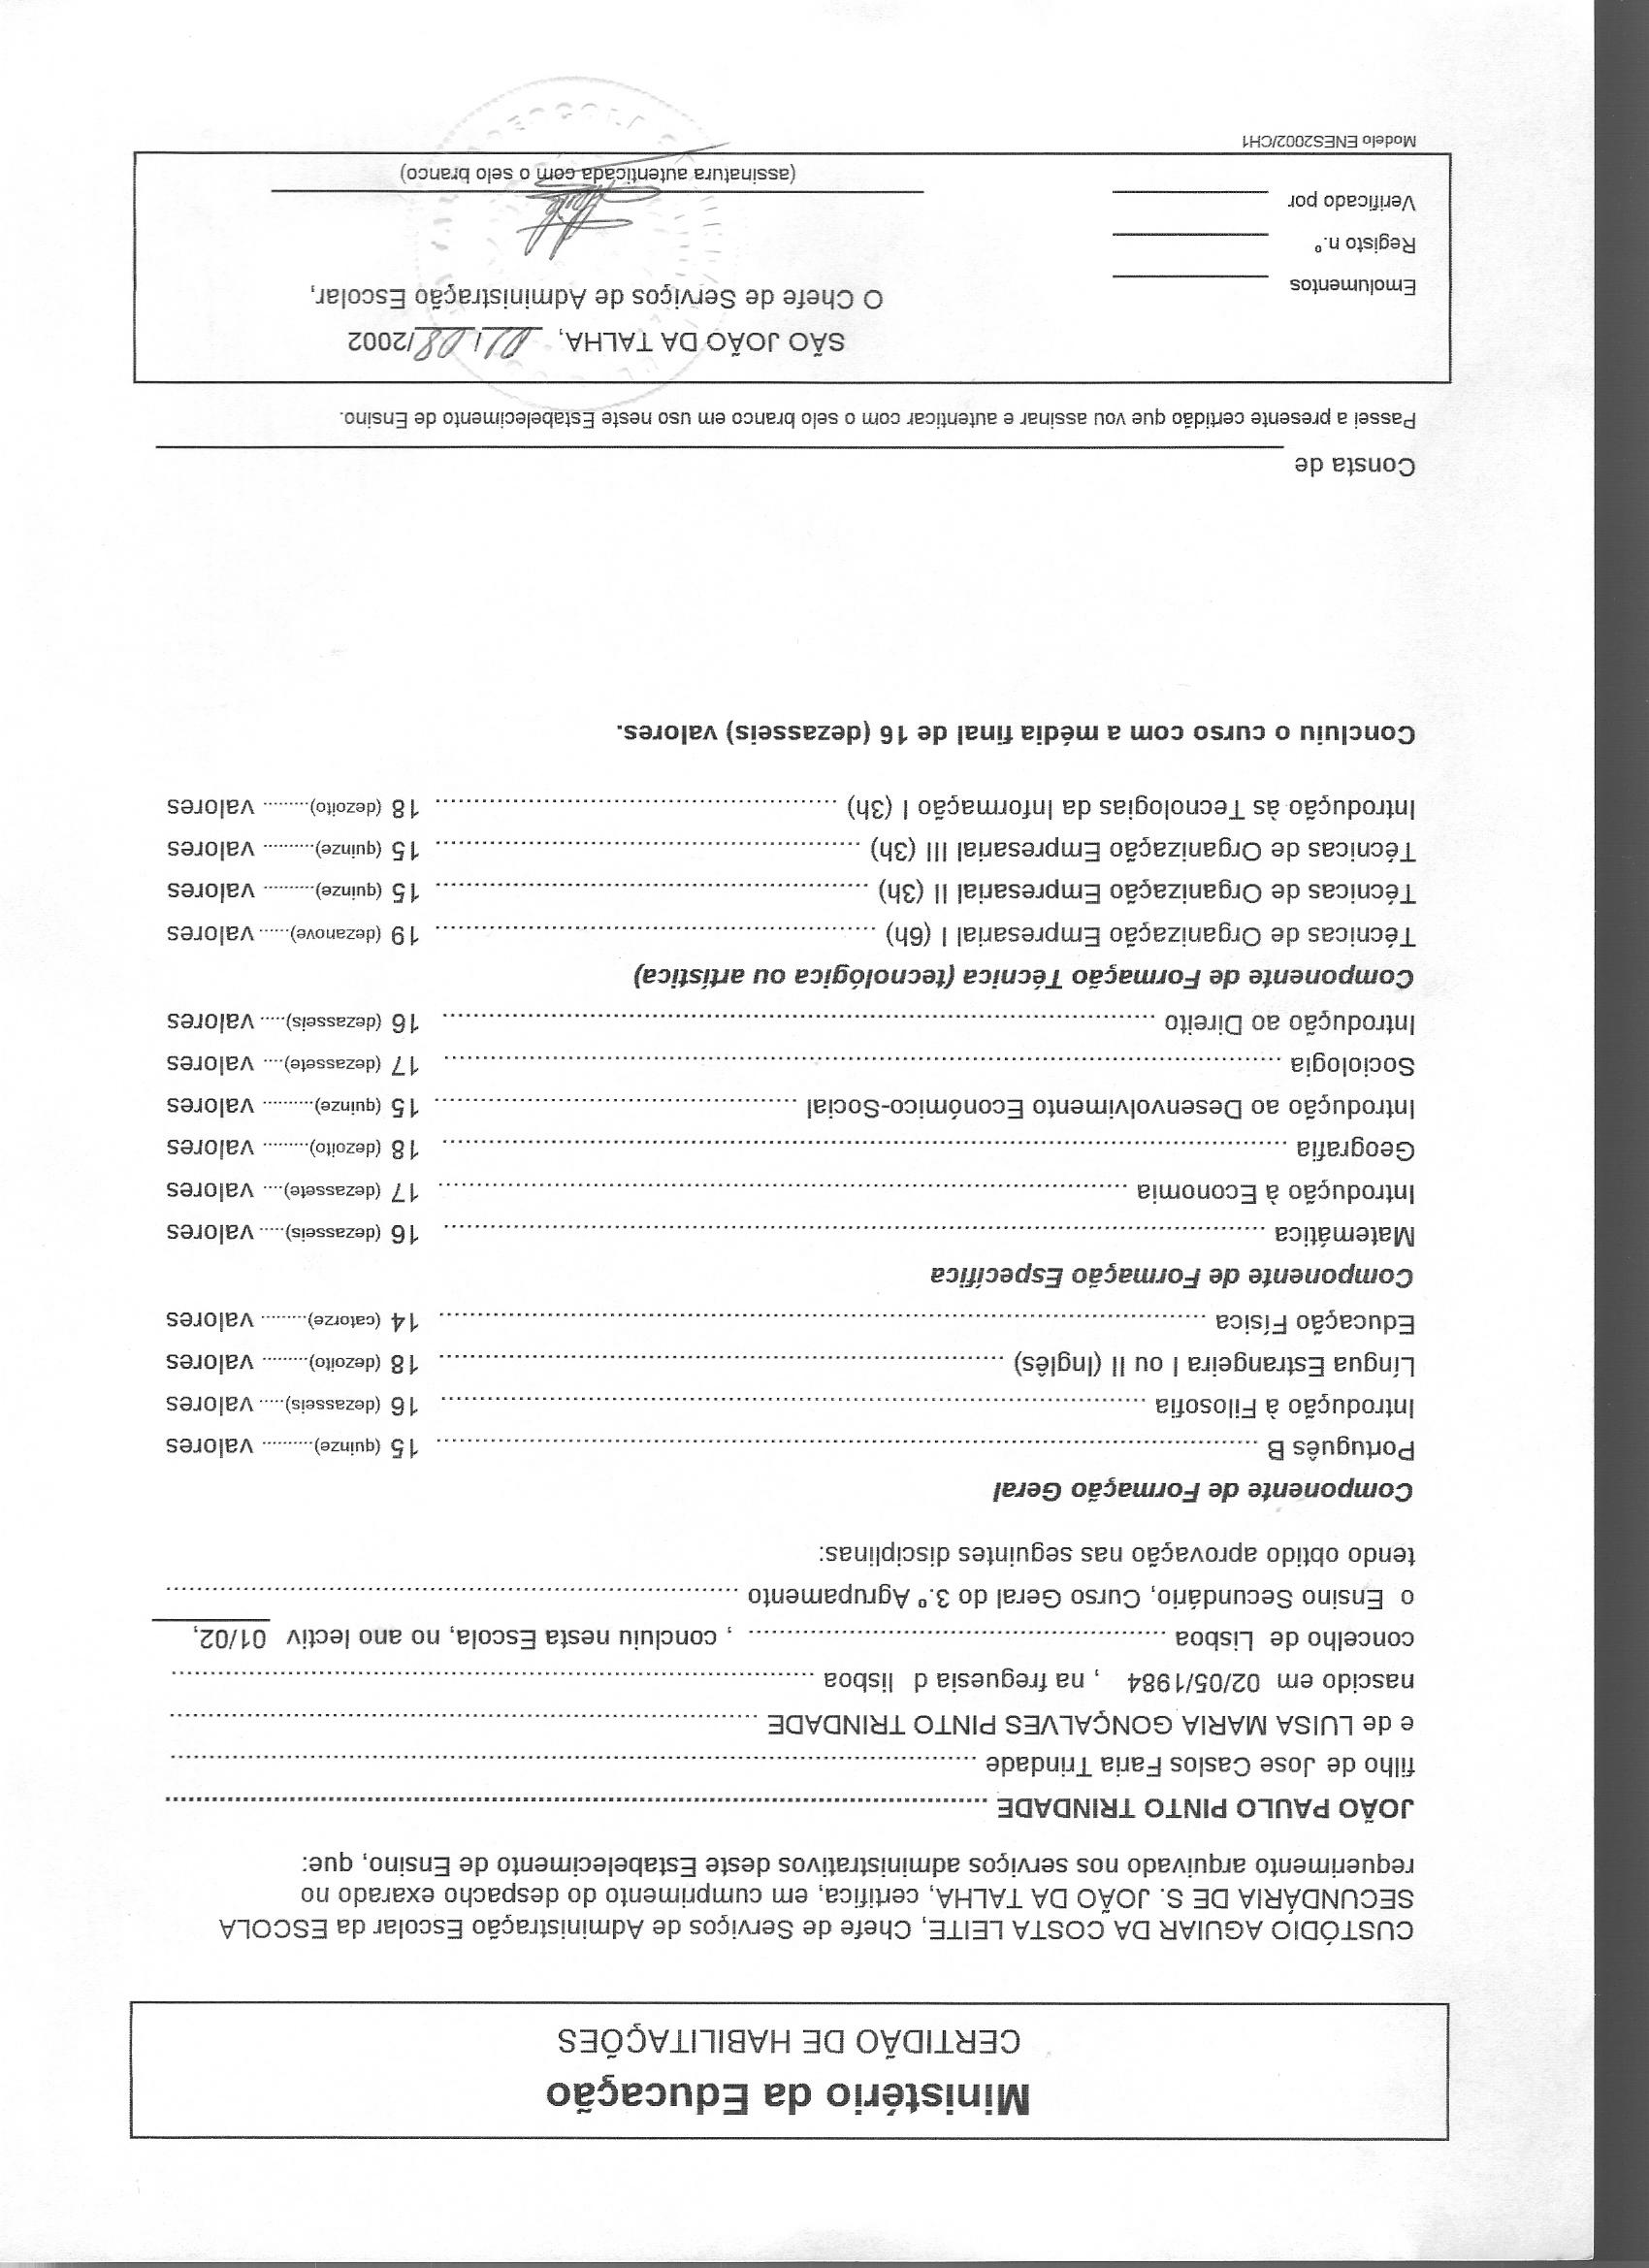 Ministério da Educação
CERTIDÃO DE HABILITAÇÕES
CUSTÓDIO AGUIAR DA COSTA LEITE, Chefe de Serviços de Administração Escolar da ESCOLA
SECUNDÁRIA DE S. JOÃO DA TALHA, certifica, em cumprimento do despacho exarado no
requerimento arquivado nos serviços administrativos deste Estabelecimento de Ensino, que:
JOÃO PAULO PINTO TRINDADE
filho de Jose Caslos Faria Trindade
e de LUISA MARIA GONÇALVES PINTO TRINDADE
nascido em 02/05/1984 , na freguesia d lisboa
concelho de Lisboa , concluiu nesta Escola, no ano lectiv 01/02,
o Ensino Secundário, Curso Geral do 3.º Agrupamento
tendo obtido aprovação nas seguintes disciplinas:
Componente de Formação Geral
Português B 15 (quinze) valores
Introdução à Filosofia 16 (dezasseis) valores
Língua Estrangeira I ou II (Inglês) 18 (dezoito) valores
Educação Física 14 (catorze) valores
Componente de Formação Específica
Matemática 16 (dezasseis) valores
Introdução à Economia 17 (dezassete) valores
Geografia 18 (dezoito) valores
Introdução ao Desenvolvimento Económico-Social 15 (quinze) valores
Sociologia 17 (dezassete) valores
Introdução ao Direito 16 (dezasseis) valores
Componente de Formação Técnica (tecnológica ou artística)
Técnicas de Organização Empresarial I (6h) 19 (dezanove) valores
Técnicas de Organização Empresarial II (3h) 15 (quinze) valores
Técnicas de Organização Empresarial III (3h) 15 (quinze) valores
Introdução às Tecnologias da Informação I (3h) 18 (dezoito) valores
Concluiu o curso com a média final de 16 (dezasseis) valores.
Consta de
Passei a presente certidão que vou assinar e autenticar com o selo branco em uso neste Estabelecimento de Ensino.
SÃO JOÃO DA TALHA, /08/2002
O Chefe de Serviços de Administração Escolar,
(assinatura autenticada com o selo branco)
Emolumentos
Registo n.º
Verificado por
Modelo ENES2002/CH1